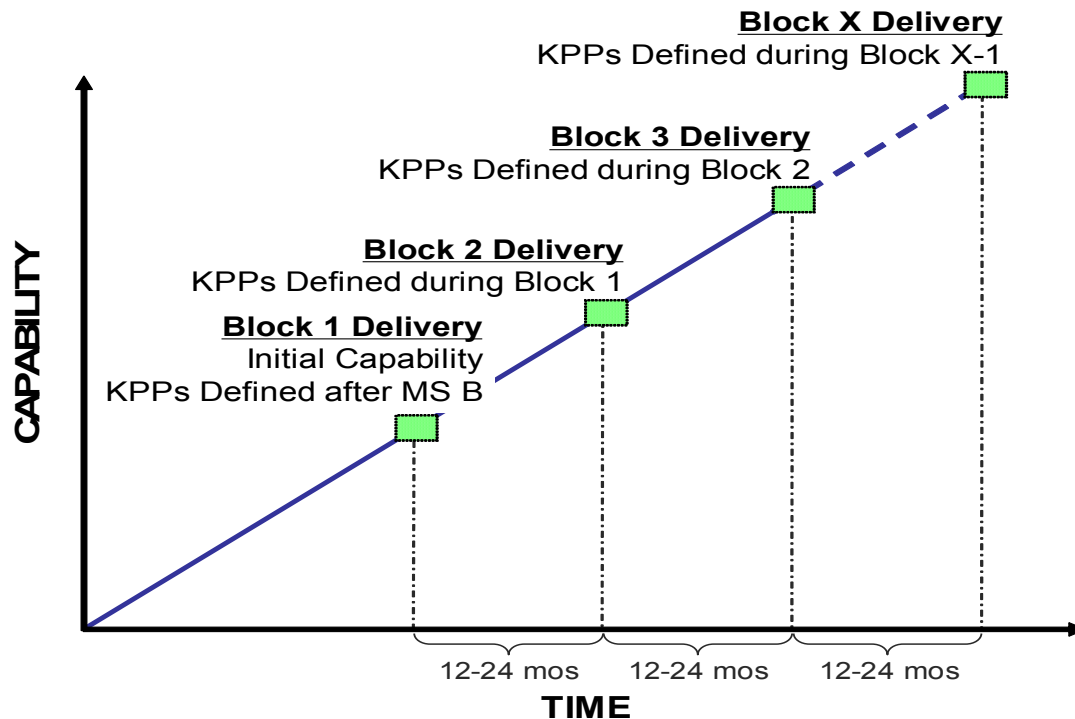 Block X Delivery
KPPs Defined during Block X-1
Block 3 Delivery
KPPs Defined during Block 2
Block 2 Delivery
KPPs Defined during Block 1
Block 1 Delivery
Initial Capability
KPPs Defined after MS B
CAPABILITY
12-24 mos 12-24 mos 12-24 mos
TIME